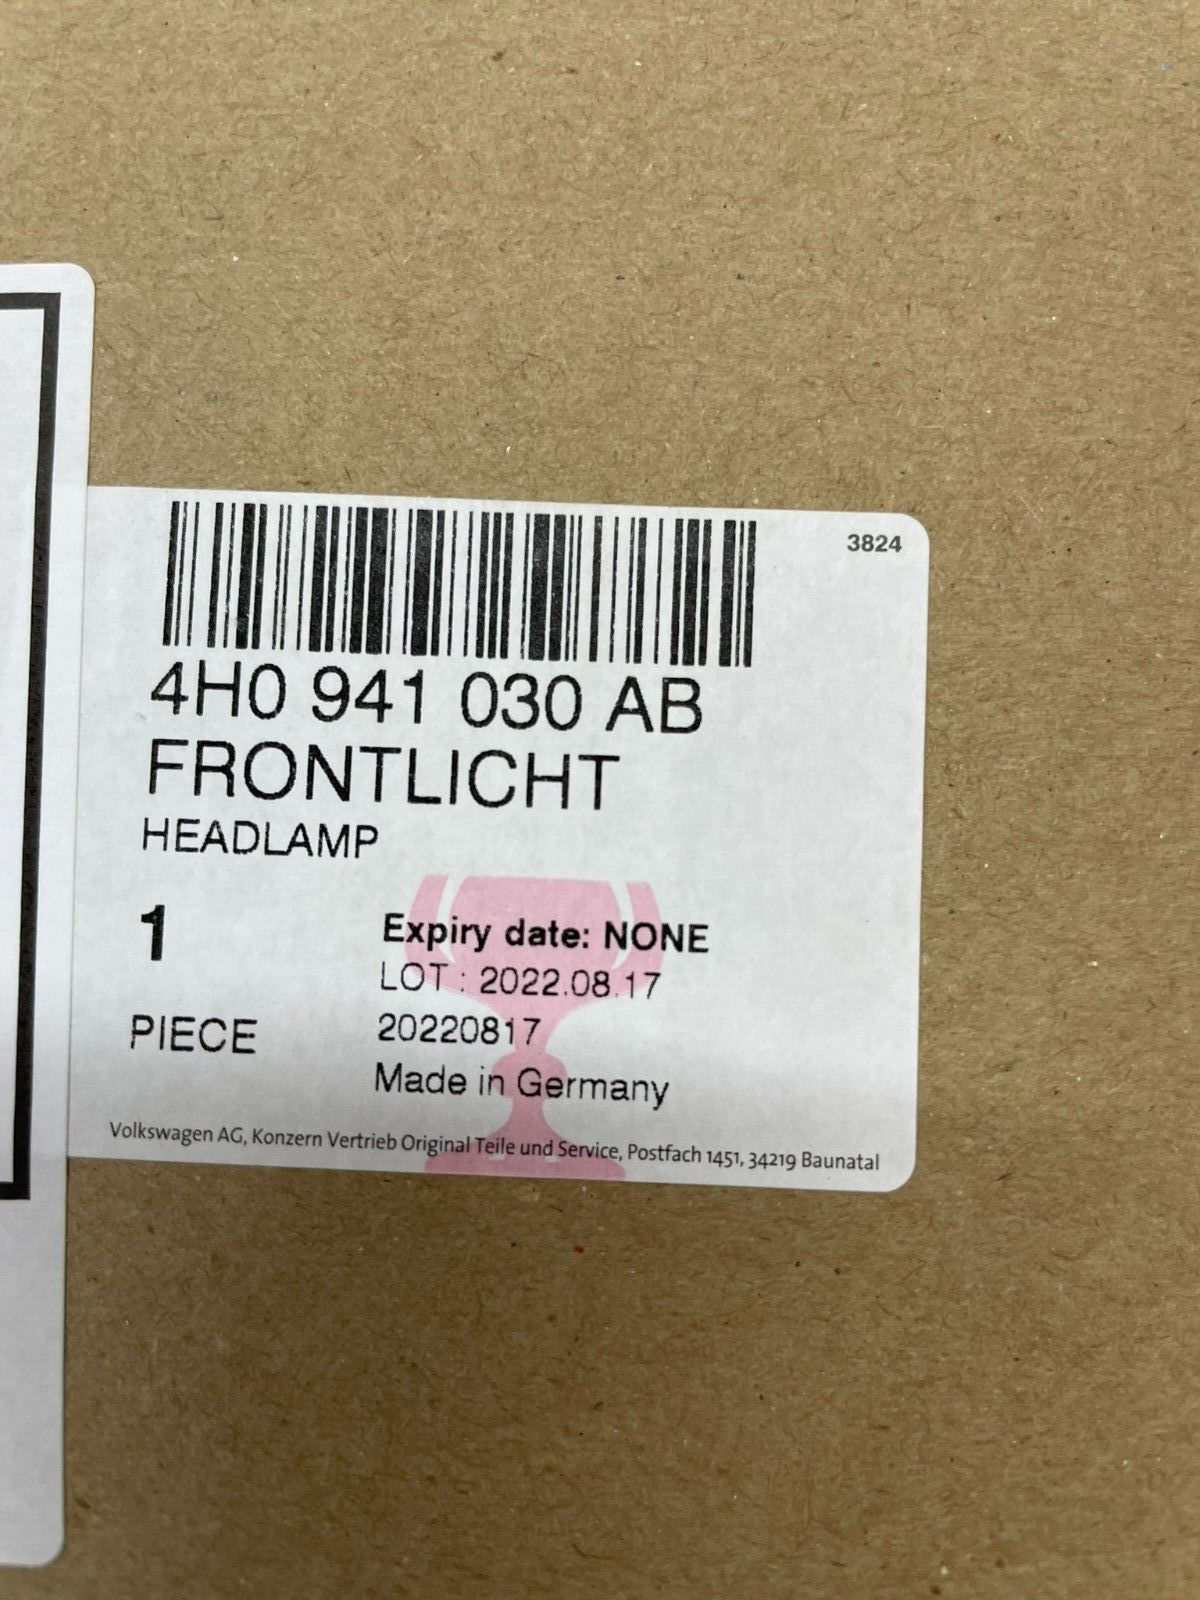 3824
4H0 941 030 AB
FRONTLICHT
HEADLAMP
1
Expiry date: NONE
LOT : 2022.08.17
PIECE
20220817
Made in Germany
Volkswagen AG, Konzern Vertrieb Original Teile und Service, Postfach 1451, 34219 Baunatal